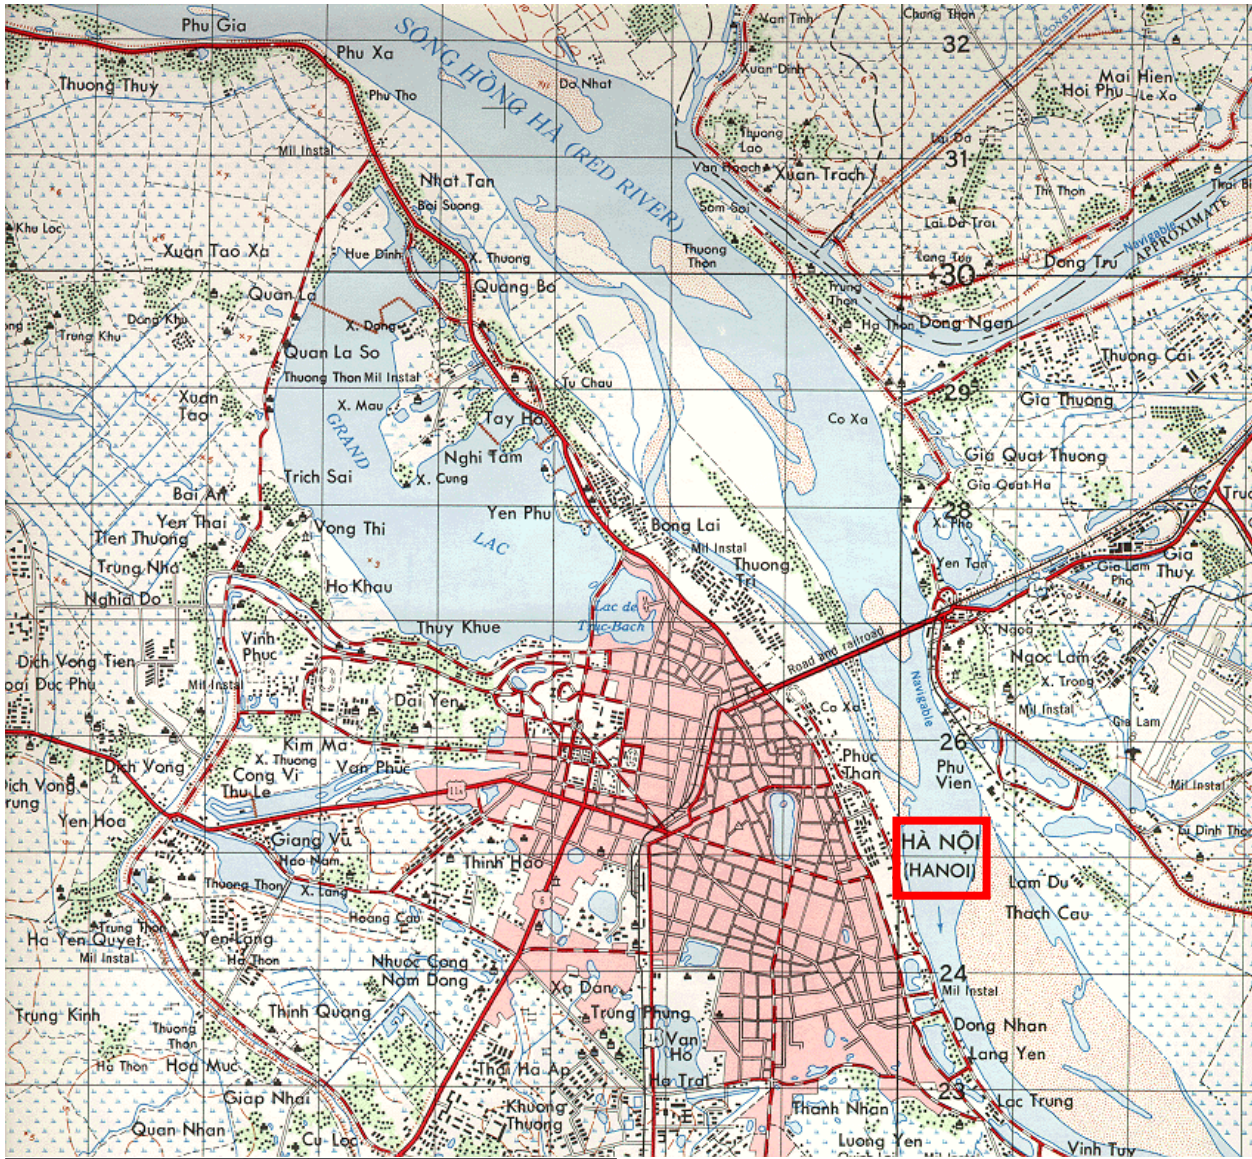 Phu Gia
Phu Xa
Thuong Thuy
Phu Tho
Mil Instal
SÔNG HỒNG HÀ (RED RIVER)
Do Nhat
Van Tinh
Chung Thon
32
Xuan Dinh
Mai Hien
Hoi Phu
Le Xa
Thuong
Lao
Lai Da
31
Van Ngoch
Xuan Trach
Nhat Tan
Boi Suong
Som Soi
Thi Thon
Khu Loc
Lai Da Trai
Xuan Tao Xa
Hue Dinh
X. Thuong
Thuong
Thon
Long Tuu
Navigable
APPROXIMATE
30
Dong Tru
Quan La
Quang Bo
Trung
Thon
Dong Khu
Trung Khu
X. Dong
Ha Thon
Dong Ngan
Quan La So
Thuong Cai
Thuong Thon
Mil Instal
Tu Chau
29
Gia Thuong
Xuan
Tao
X. Mau
Tay Ho
Co Xa
GRAND
Nghi Tam
Gia Quat Thuong
Trich Sai
X. Cung
Gia Quat Ha
Bai An
28
Yen Thai
Vong Thi
Yen Phu
Bong Lai
X. Pho
Tien Thuong
LAC
Mil Instal
Thuong
Tri
Yen Tan
Gia Lam
Pho
Gia
Thuy
Trung Nha
Ho Khau
Nghia Do
Lac de
Truc-Bach
Thuy Khue
X. Ngoa
Vinh
Phuc
Road and railroad
Dich Vong Tien
Ngoc Lam
Mil Instal
X. Trong
Dai Yen
Navigable
Co Xa
Mil Instal
Gia Lam
Kim Ma
26
X. Thuong
Van Phuc
Phuc
Than
Phu
Vien
Dich Vong
Cong Vi
Thu Le
Mil Instal
11A
Yen Hoa
Giang Vu
Hao Nam
Thinh Hao
HÀ NỘI
(HANOI)
Thuong Thon
X. Lang
Lam Du
6
Thach Cau
Hoang Cau
Trung Thon
Ha Yen Quyet
Yen Lang
Mil Instal
Ha Thon
Nhuoc Cong
Nam Dong
24
Mil Instal
Xa Dan
Trung Kinh
Thinh Quang
Trung Phung
Thuong
Thon
Dong Nhan
Van
Ho
Lang Yen
Ha Thon
Hoa Muc
Thai Ha Ap
Ha Trai
23
Giap Nhai
Lac Trung
Khuong
Thuong
Thanh Nhan
Quan Nhan
Cu Loc
Luong Yen
Vinh Tuy